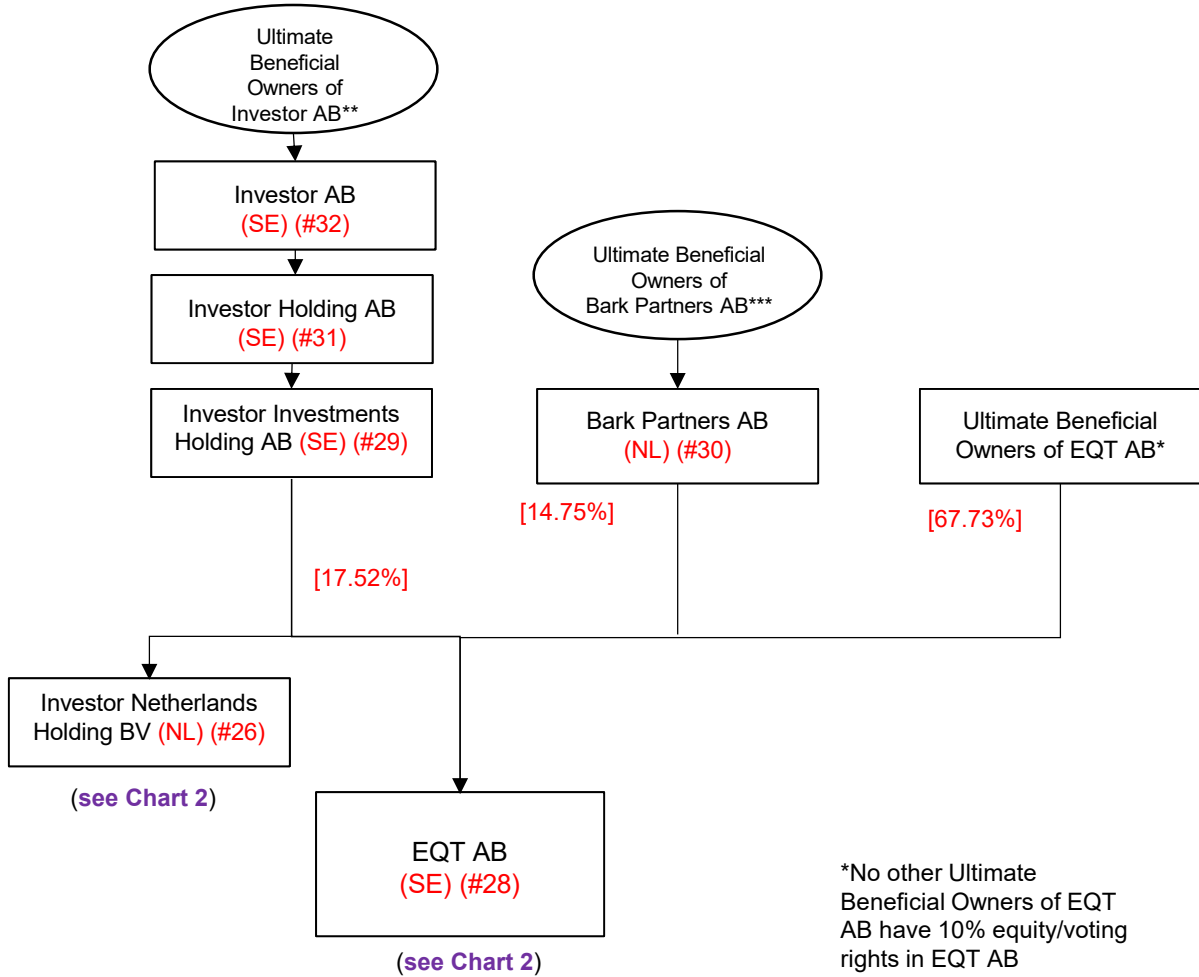 Ultimate
Beneficial
Owners of
Investor AB**
Investor AB
(SE) (#32)
Investor Holding AB
(SE) (#31)
Investor Investments
Holding AB (SE) (#29)
Ultimate Beneficial
Owners of
Bark Partners AB***
Bark Partners AB
(NL) (#30)
Ultimate Beneficial
Owners of EQT AB*
[14.75%]
[67.73%]
[17.52%]
Investor Netherlands
Holding BV (NL) (#26)
(see Chart 2)
EQT AB
(SE) (#28)
(see Chart 2)
*No other Ultimate
Beneficial Owners of EQT
AB have 10% equity/voting
rights in EQT AB